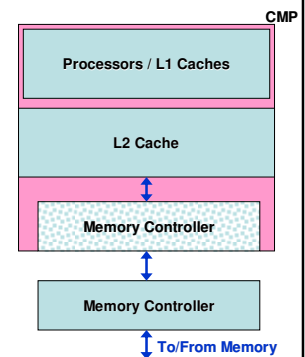 CMP
Processors / L1 Caches
L2 Cache
Memory Controller
Memory Controller
To/From Memory